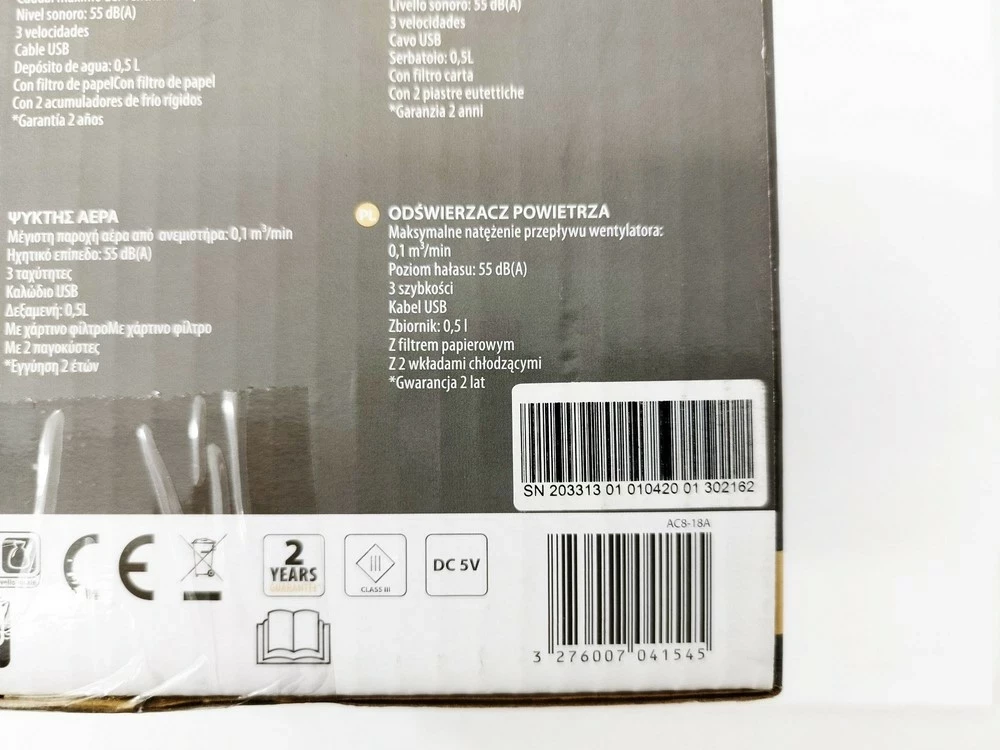 Nivel sonoro: 55 dB(A)
3 velocidades
Cable USB
Depósito de agua: 0,5 L
Con filtro de papelCon filtro de papel
Con 2 acumuladores de frío rígidos
*Garantía 2 años
Livello sonoro: 55 dB(A)
3 velocidades
Cavo USB
Serbatoio: 0,5L
Con filtro carta
Con 2 piastre eutettiche
*Garanzia 2 anni
ΨΥΚΤΗΣ ΑΕΡΑ
Μέγιστη παροχή αέρα από ανεμιστήρα: 0,1 m³/min
Ηχητικό επίπεδο: 55 dB(A)
3 ταχύτητες
Καλώδιο USB
Δεξαμενή: 0,5L
Με χάρτινο φίλτροΜε χάρτινο φίλτρο
Με 2 παγοκύστες
*Εγγύηση 2 έτών
PL ODŚWIERZACZ POWIETRZA
Maksymalne natężenie przepływu wentylatora:
0,1 m³/min
Poziom hałasu: 55 dB(A)
3 szybkości
Kabel USB
Zbiornik: 0,5 l
Z filtrem papierowym
Z 2 wkładami chłodzącymi
*Gwarancja 2 lat
SN 203313 01 010420 01 302162
AC8-18A
CE
2
YEARS
GUARANTEE
III
CLASS III
DC 5V
3 276007 041545